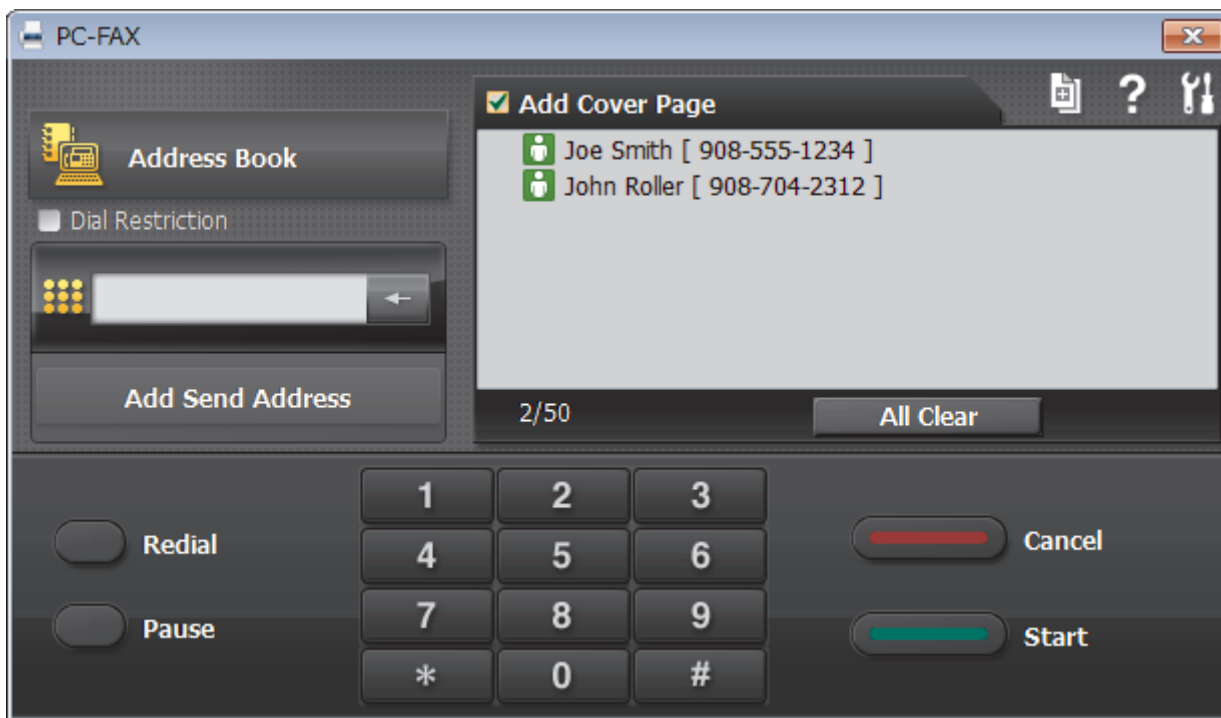 PC-FAX
Add Cover Page
?
Address Book
Joe Smith [ 908-555-1234 ]
John Roller [ 908-704-2312 ]
Dial Restriction
Add Send Address
2/50
All Clear
1 2 3
Redial
4 5 6
Cancel
7 8 9
Pause
Start
* 0 #